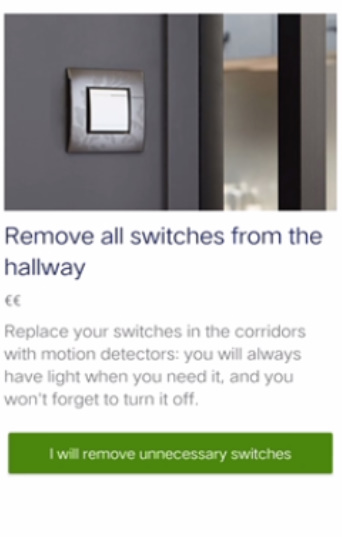 Remove all switches from the
hallway
€€
Replace your switches in the corridors
with motion detectors: you will always
have light when you need it, and you
won't forget to turn it off.
I will remove unnecessary switches